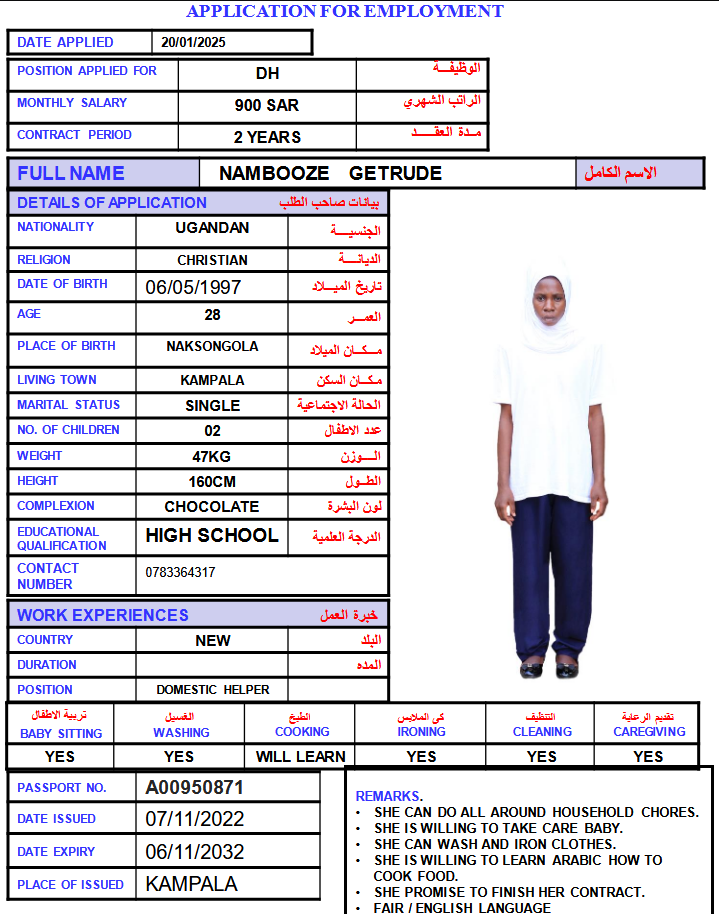 APPLICATION FOR EMPLOYMENT
DATE APPLIED 20/01/2025
POSITION APPLIED FOR DH الوظيفـــة
MONTHLY SALARY 900 SAR الراتب الشهري
CONTRACT PERIOD 2 YEARS مـدة العقــــد
FULL NAME NAMBOOZE GETRUDE الاسم الكامل
DETAILS OF APPLICATION بيانات صاحب الطلب
NATIONALITY UGANDAN الجنسيــــة
RELIGION CHRISTIAN الديانــــة
DATE OF BIRTH 06/05/1997 تاريخ الميــلاد
AGE 28 العمــر
PLACE OF BIRTH NAKSONGOLA مــكــان الميلاد
LIVING TOWN KAMPALA مـكــان السكن
MARITAL STATUS SINGLE الحالة الاجتماعية
NO. OF CHILDREN 02 عدد الاطفال
WEIGHT 47KG الــــوزن
HEIGHT 160CM الطــول
COMPLEXION CHOCOLATE لون البشرة
EDUCATIONAL QUALIFICATION HIGH SCHOOL الدرجة العلمية
CONTACT NUMBER 0783364317
WORK EXPERIENCES خبرة العمل
COUNTRY NEW البلد
DURATION المده
POSITION DOMESTIC HELPER
تربية الاطفال الغسيل الطبخ كى الملابس التنظيف تقديم الرعاية
BABY SITTING WASHING COOKING IRONING CLEANING CAREGIVING
YES YES WILL LEARN YES YES YES
PASSPORT NO. A00950871
DATE ISSUED 07/11/2022
DATE EXPIRY 06/11/2032
PLACE OF ISSUED KAMPALA
REMARKS.
• SHE CAN DO ALL AROUND HOUSEHOLD CHORES.
• SHE IS WILLING TO TAKE CARE BABY.
• SHE CAN WASH AND IRON CLOTHES.
• SHE IS WILLING TO LEARN ARABIC HOW TO
COOK FOOD.
• SHE PROMISE TO FINISH HER CONTRACT.
• FAIR / ENGLISH LANGUAGE